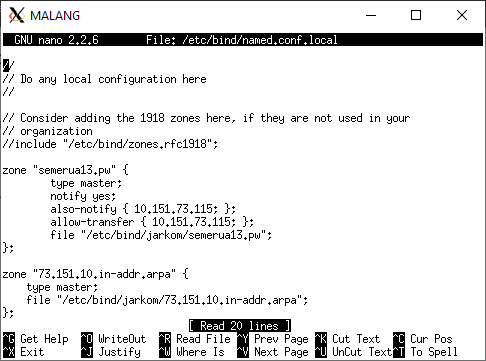 MALANG
GNU nano 2.2.6 File: /etc/bind/named.conf.local
//
// Do any local configuration here
//
// Consider adding the 1918 zones here, if they are not used in your
// organization
//include "/etc/bind/zones.rfc1918";
zone "semerua13.pw" {
type master;
notify yes;
also-notify { 10.151.73.115; };
allow-transfer { 10.151.73.115; };
file "/etc/bind/jarkom/semerua13.pw";
};
zone "73.151.10.in-addr.arpa" {
type master;
file "/etc/bind/jarkom/73.151.10.in-addr.arpa";
};
[ Read 20 lines ]
^G Get Help ^O WriteOut ^R Read File ^Y Prev Page ^K Cut Text ^C Cur Pos
^X Exit ^J Justify ^W Where Is ^V Next Page ^U UnCut Text ^T To Spell